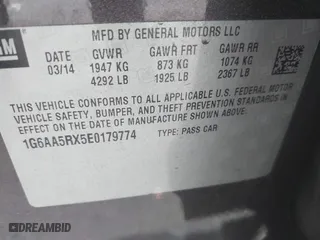 GM
MFD BY GENERAL MOTORS LLC
DATE GVWR GAWR FRT GAWR RR
03/14 1947 KG 873 KG 1074 KG
4292 LB 1925 LB 2367 LB
THIS VEHICLE CONFORMS TO ALL APPLICABLE U.S. FEDERAL MOTOR
VEHICLE SAFETY, BUMPER, AND THEFT PREVENTION STANDARDS IN
EFFECT ON THE DATE OF MANUFACTURE SHOWN ABOVE.
1G6AA5RX5E0179774 TYPE: PASS CAR
AUTOBIDMASTER